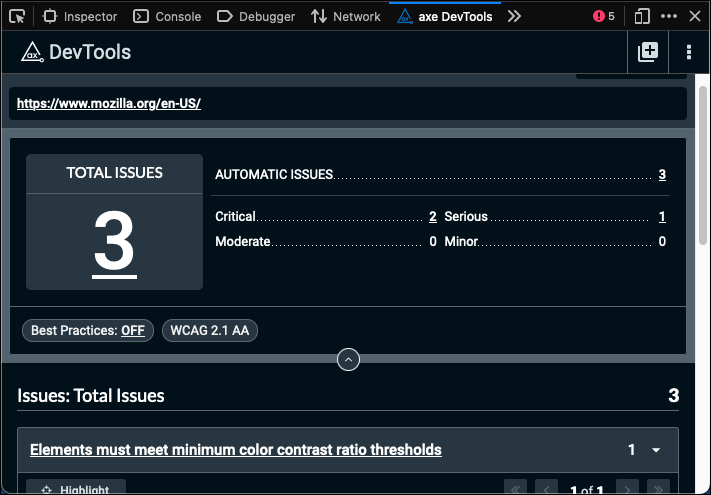 Inspector Console Debugger Network axe DevTools 5
ax DevTools
https://www.mozilla.org/en-US/
TOTAL ISSUES
3
AUTOMATIC ISSUES 3
Critical 2 Serious 1
Moderate 0 Minor 0
Best Practices: OFF WCAG 2.1 AA
Issues: Total Issues 3
Elements must meet minimum color contrast ratio thresholds 1
Highlight 1 of 1